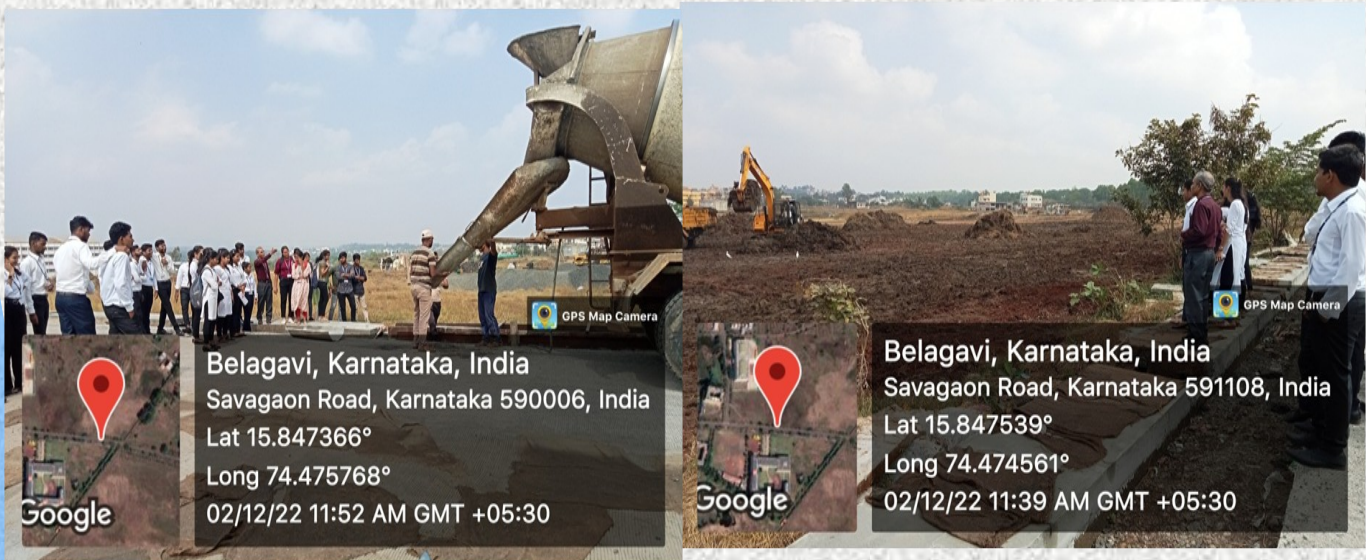 GPS Map Camera
Belagavi, Karnataka, India
Savagaon Road, Karnataka 590006, India
Lat 15.847366°
Long 74.475768°
02/12/22 11:52 AM GMT +05:30
Google
GPS Map Camera
Belagavi, Karnataka, India
Savagaon Road, Karnataka 591108, India
Lat 15.847539°
Long 74.474561°
02/12/22 11:39 AM GMT +05:30
Google